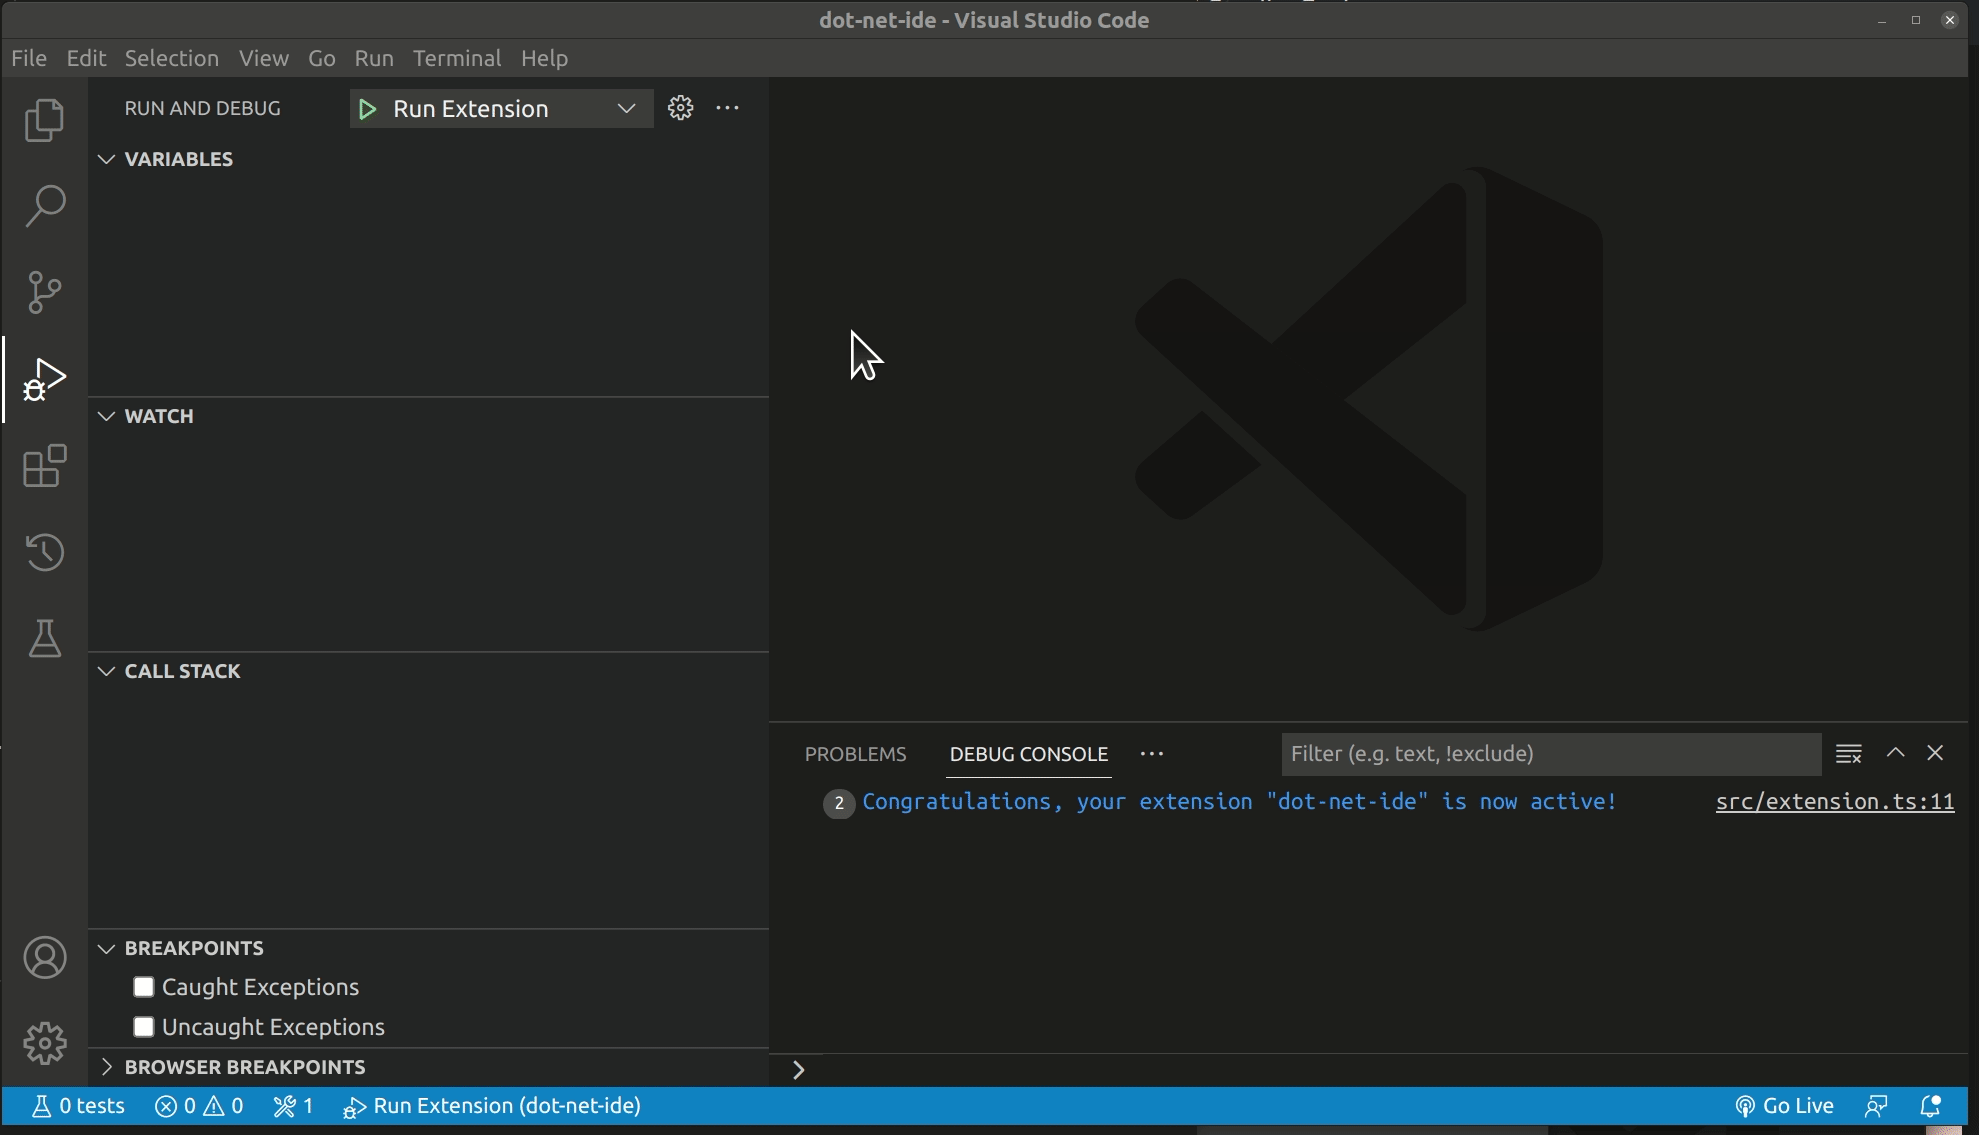 dot-net-ide - Visual Studio Code
File Edit Selection View Go Run Terminal Help
RUN AND DEBUG
Run Extension
VARIABLES
WATCH
CALL STACK
BREAKPOINTS
Caught Exceptions
Uncaught Exceptions
BROWSER BREAKPOINTS
PROBLEMS DEBUG CONSOLE
Filter (e.g. text, !exclude)
2 Congratulations, your extension "dot-net-ide" is now active! src/extension.ts:11
0 tests 0 0 1 Run Extension (dot-net-ide) Go Live